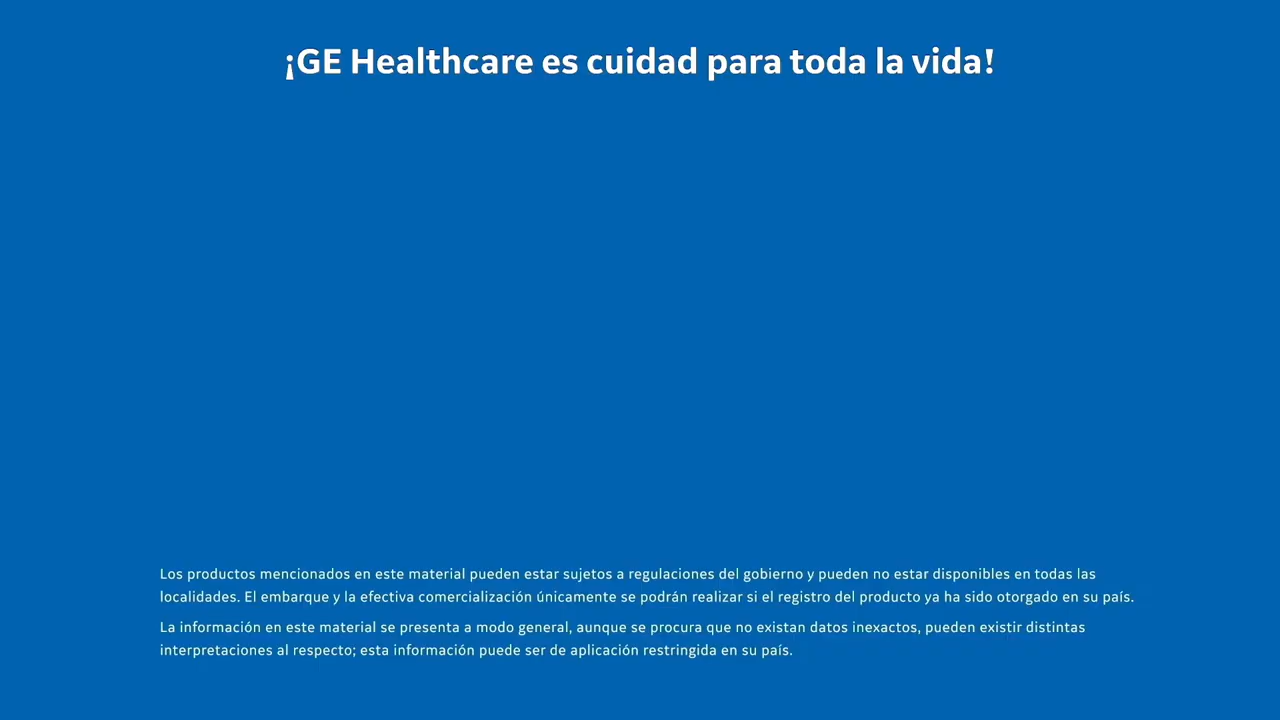 ¡GE Healthcare es cuidad para toda la vida!
Los productos mencionados en este material pueden estar sujetos a regulaciones del gobierno y pueden no estar disponibles en todas las
localidades. El embarque y la efectiva comercialización únicamente se podrán realizar si el registro del producto ya ha sido otorgado en su país.
La información en este material se presenta a modo general, aunque se procura que no existan datos inexactos, pueden existir distintas
interpretaciones al respecto; esta información puede ser de aplicación restringida en su país.